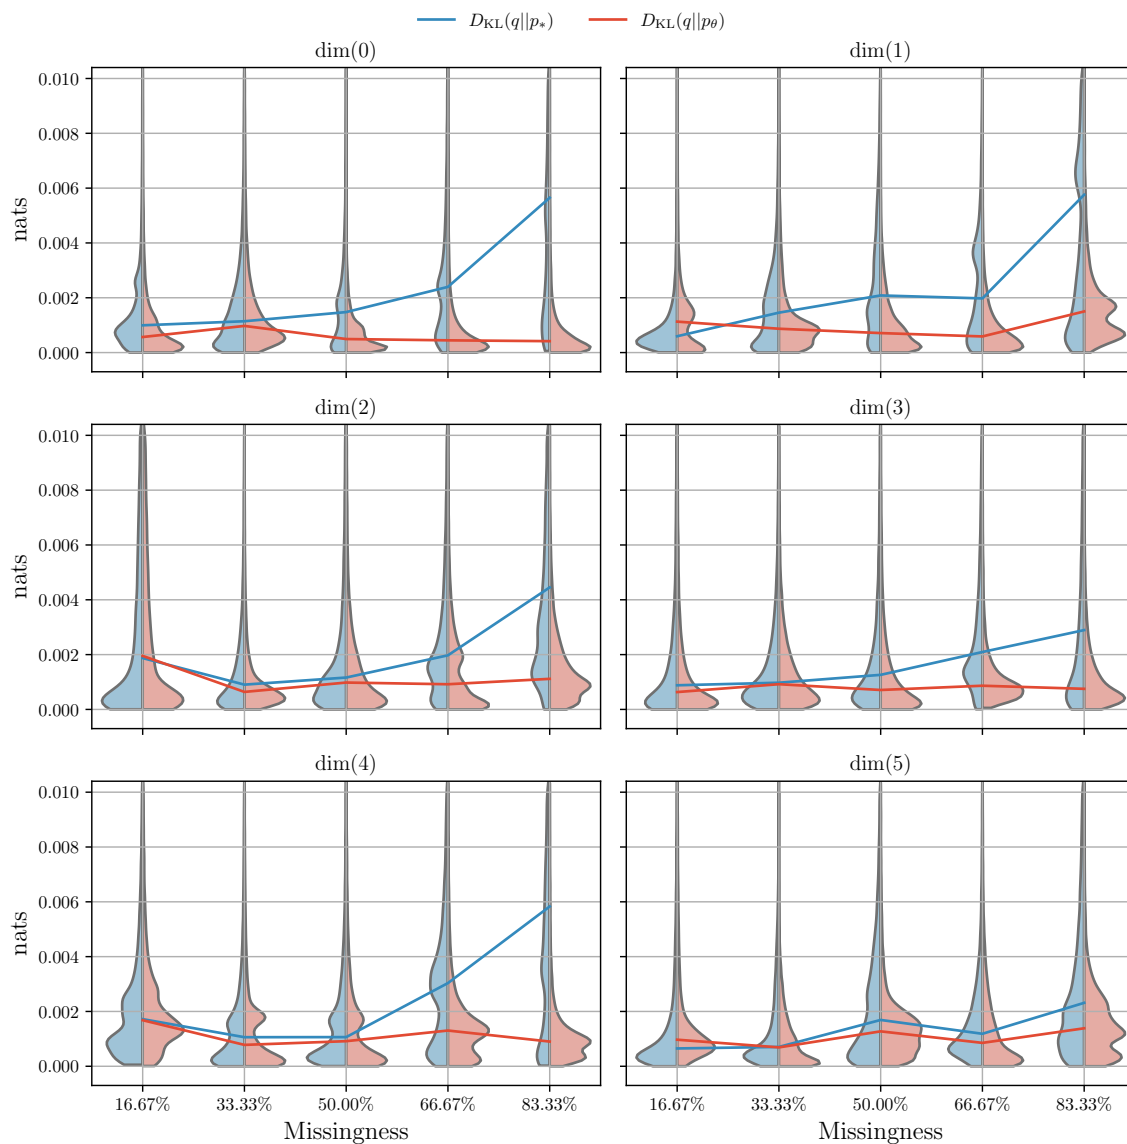 D_KL(q||p_*) D_KL(q||p_θ)
dim(0) dim(1)
0.010
0.008
0.006
nats
0.004
0.002
0.000
dim(2) dim(3)
0.010
0.008
0.006
nats
0.004
0.002
0.000
dim(4) dim(5)
0.010
0.008
0.006
nats
0.004
0.002
0.000
16.67% 33.33% 50.00% 66.67% 83.33% 16.67% 33.33% 50.00% 66.67% 83.33%
Missingness Missingness